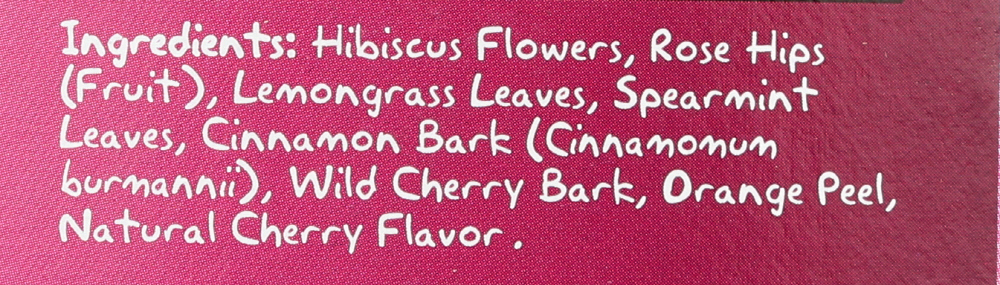 Ingredients: Hibiscus Flowers, Rose Hips
(Fruit), Lemongrass Leaves, Spearmint
Leaves, Cinnamon Bark (Cinnamomum
burmannii), Wild Cherry Bark, Orange Peel,
Natural Cherry Flavor.